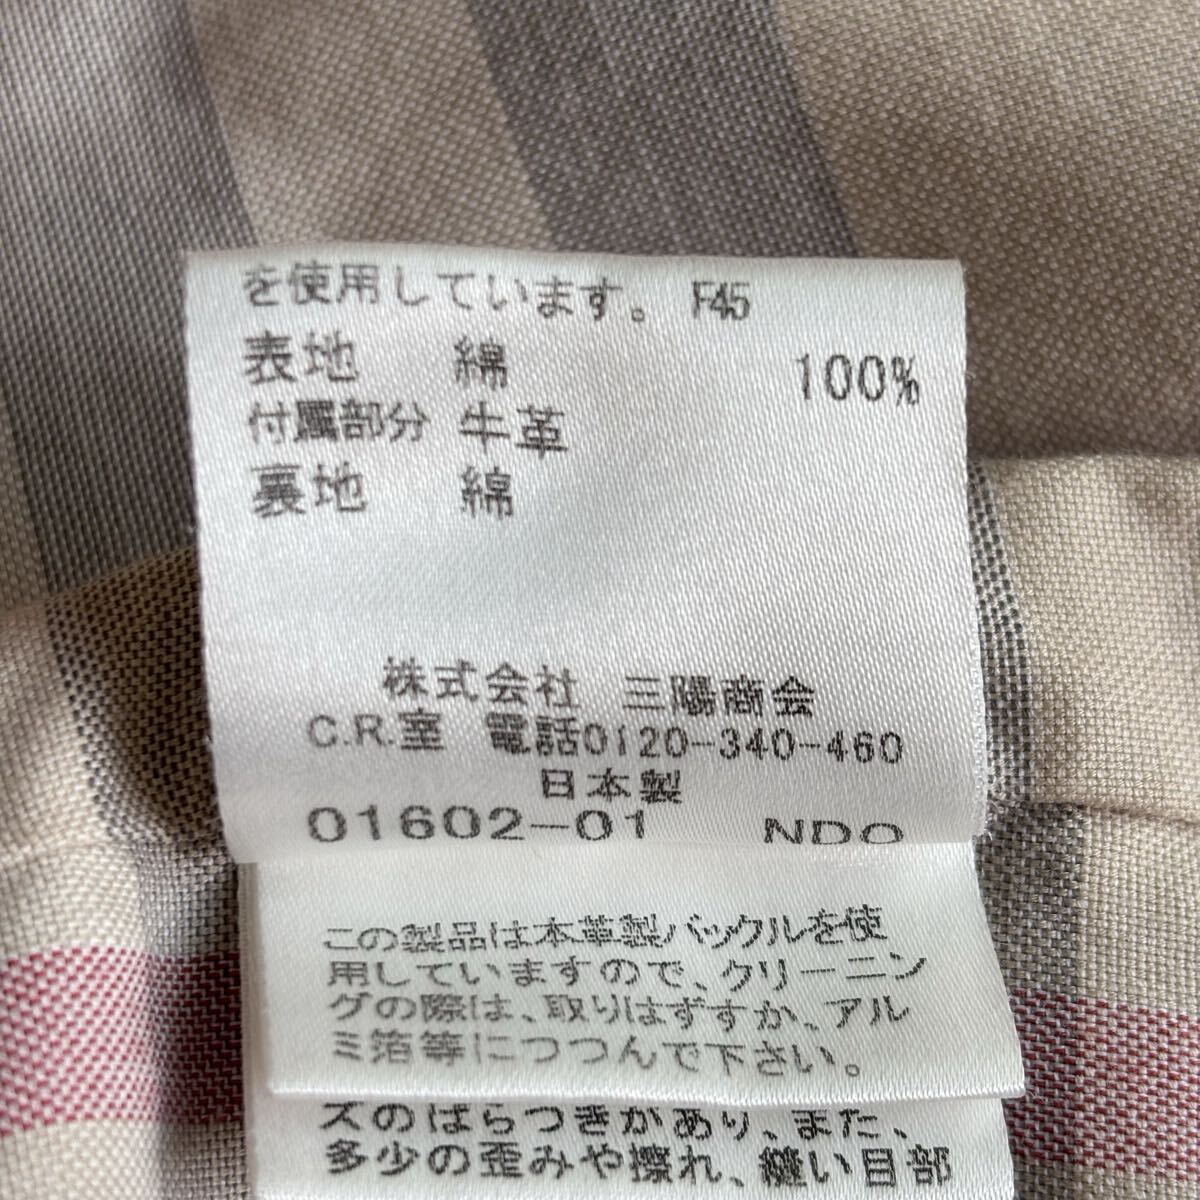 を使用しています。 F45
表地 綿 100%
付属部分 牛革
裏地 綿
株式会社 三陽商会
C.R.室 電話0120-340-460
日本製
01602-01 NDO
この製品は本革製バックルを使
用していますので、クリーニン
グの際は、取りはずすか、アル
ミ箔等につつんで下さい。
ズのばらつきがあり、また、
多少の歪みや擦れ、縫い目部